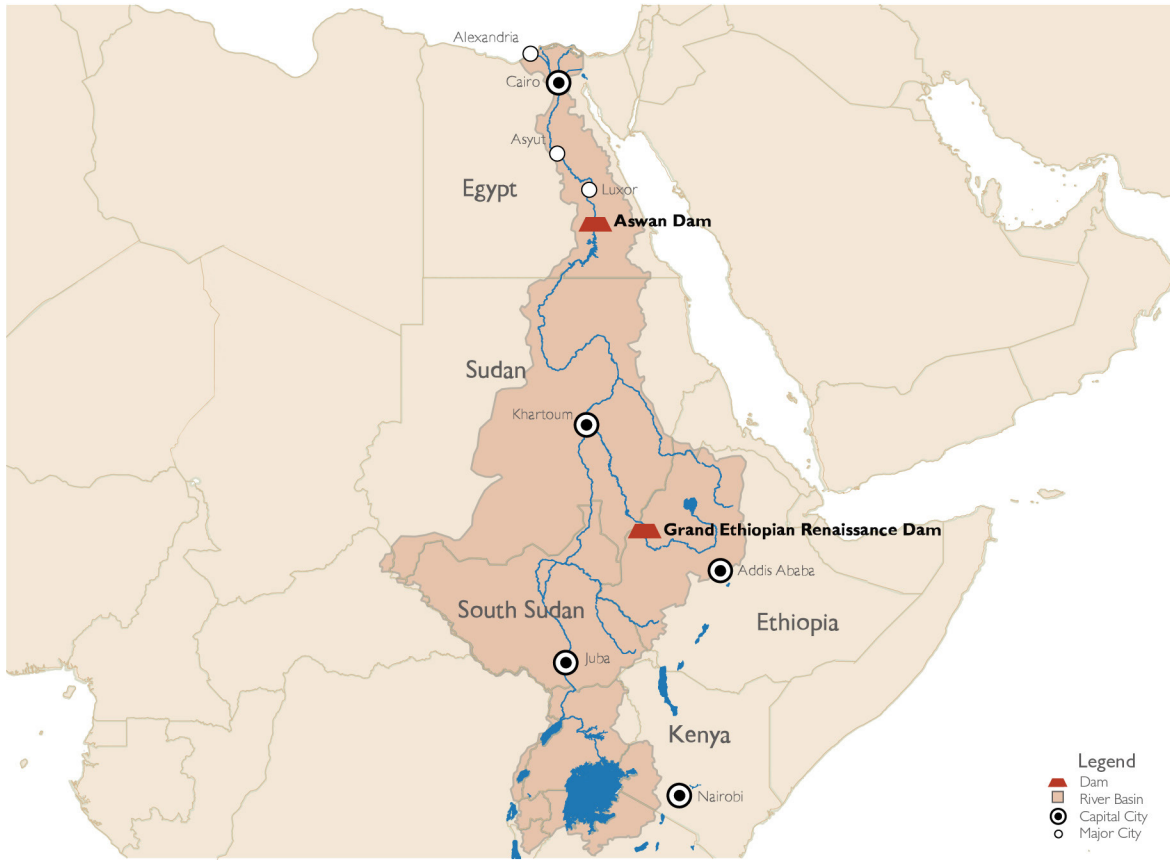 Alexandria
Cairo
Asyut
Egypt
Luxor
Aswan Dam
Sudan
Khartoum
Grand Ethiopian Renaissance Dam
Addis Ababa
South Sudan
Ethiopia
Juba
Kenya
Nairobi
Legend
Dam
River Basin
Capital City
Major City